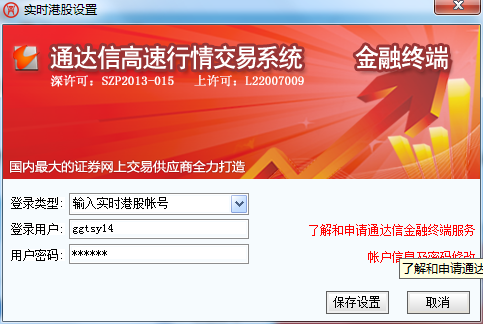 实时港股设置
通达信高速行情交易系统 金融终端
深许可：SZP2013-015 上许可：L22007009
国内最大的证券网上交易供应商全力打造
登录类型: 输入实时港股帐号
登录用户: ggtsy14
了解和申请通达信金融终端服务
用户密码: ******
帐户信息及密码修改
了解和申请通达
保存设置 取消